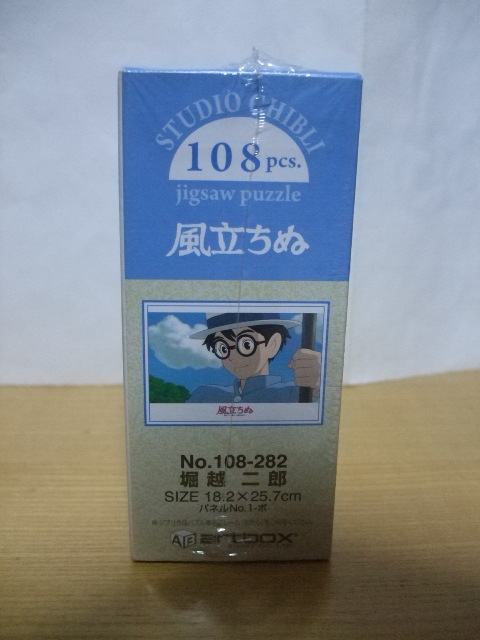 STUDIO GHIBLI
108 pcs.
jigsaw puzzle
風立ちぬ
風立ちぬ
No.108-282
堀越 二郎
SIZE 18.2×25.7cm
パネルNo.1-ボ
artbox